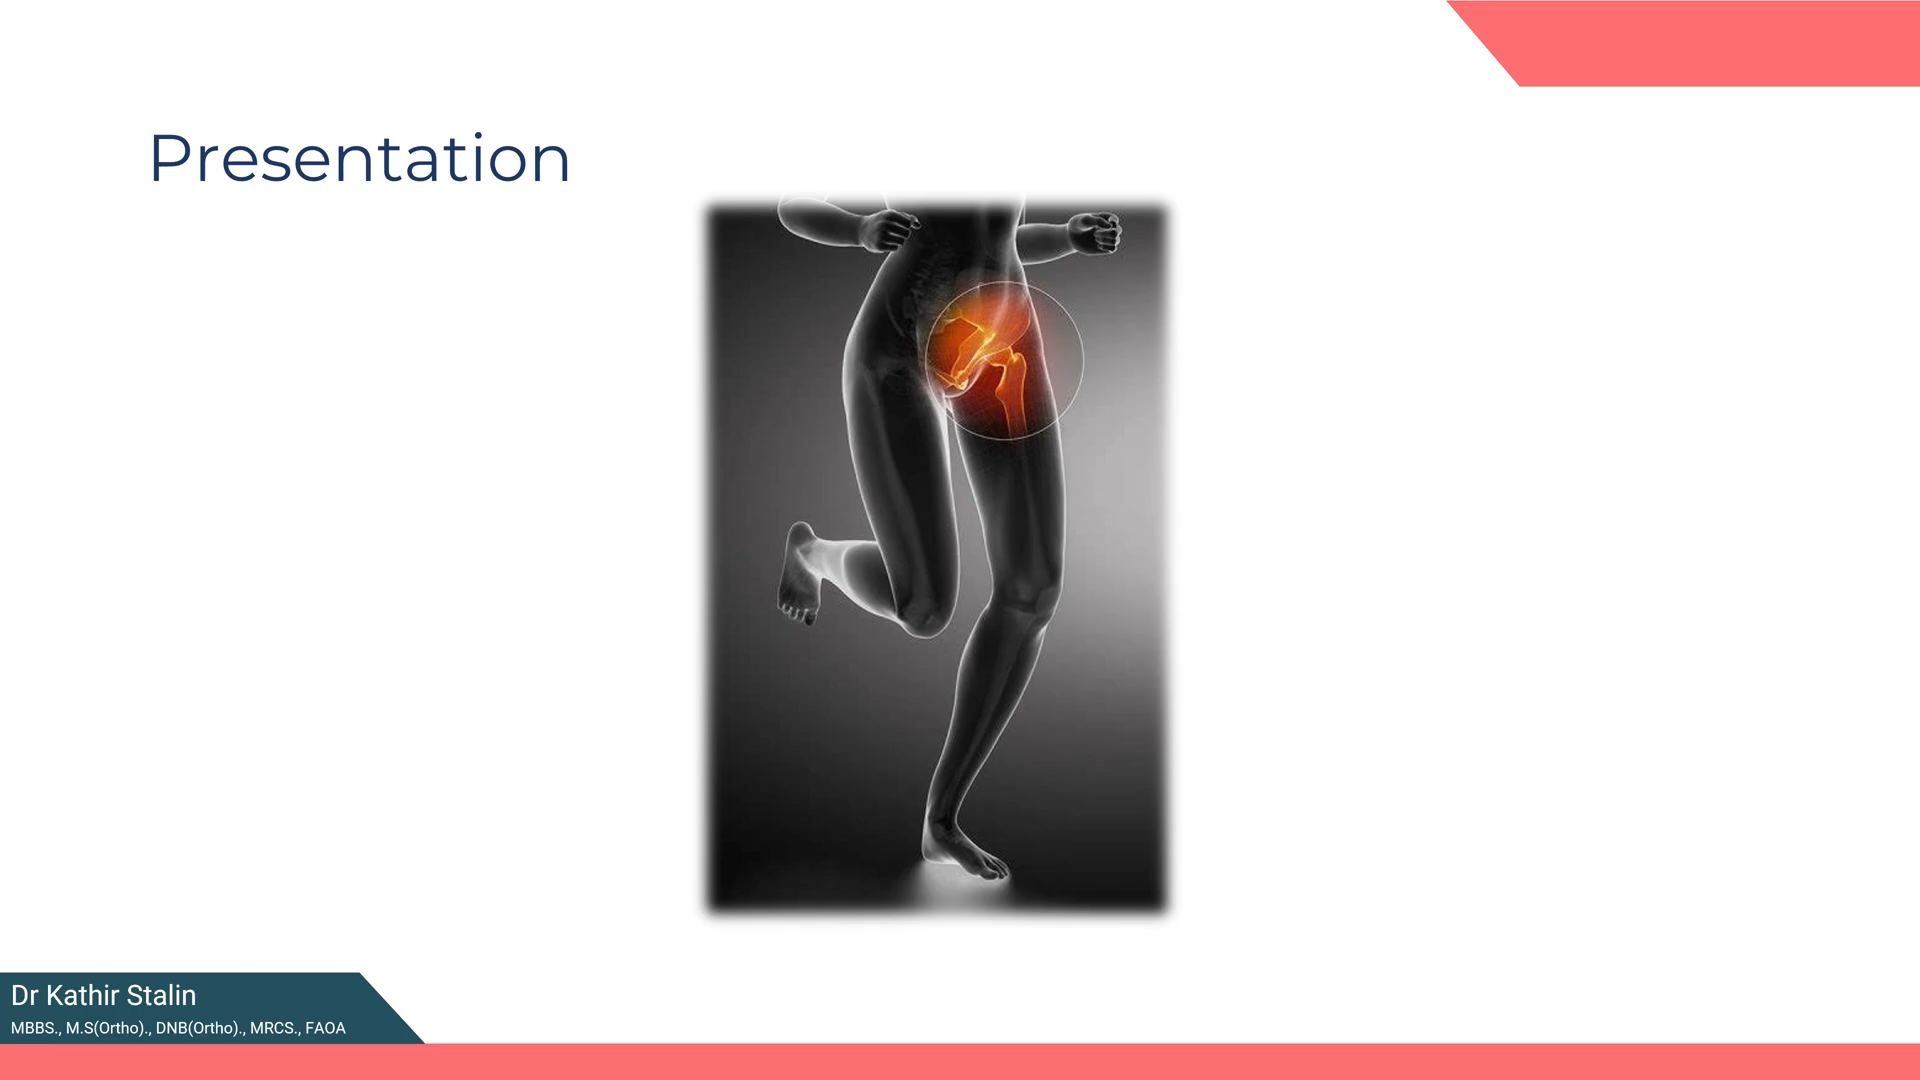 Presentation
Dr Kathir Stalin
MBBS., M.S(Ortho)., DNB(Ortho)., MRCS., FAOA